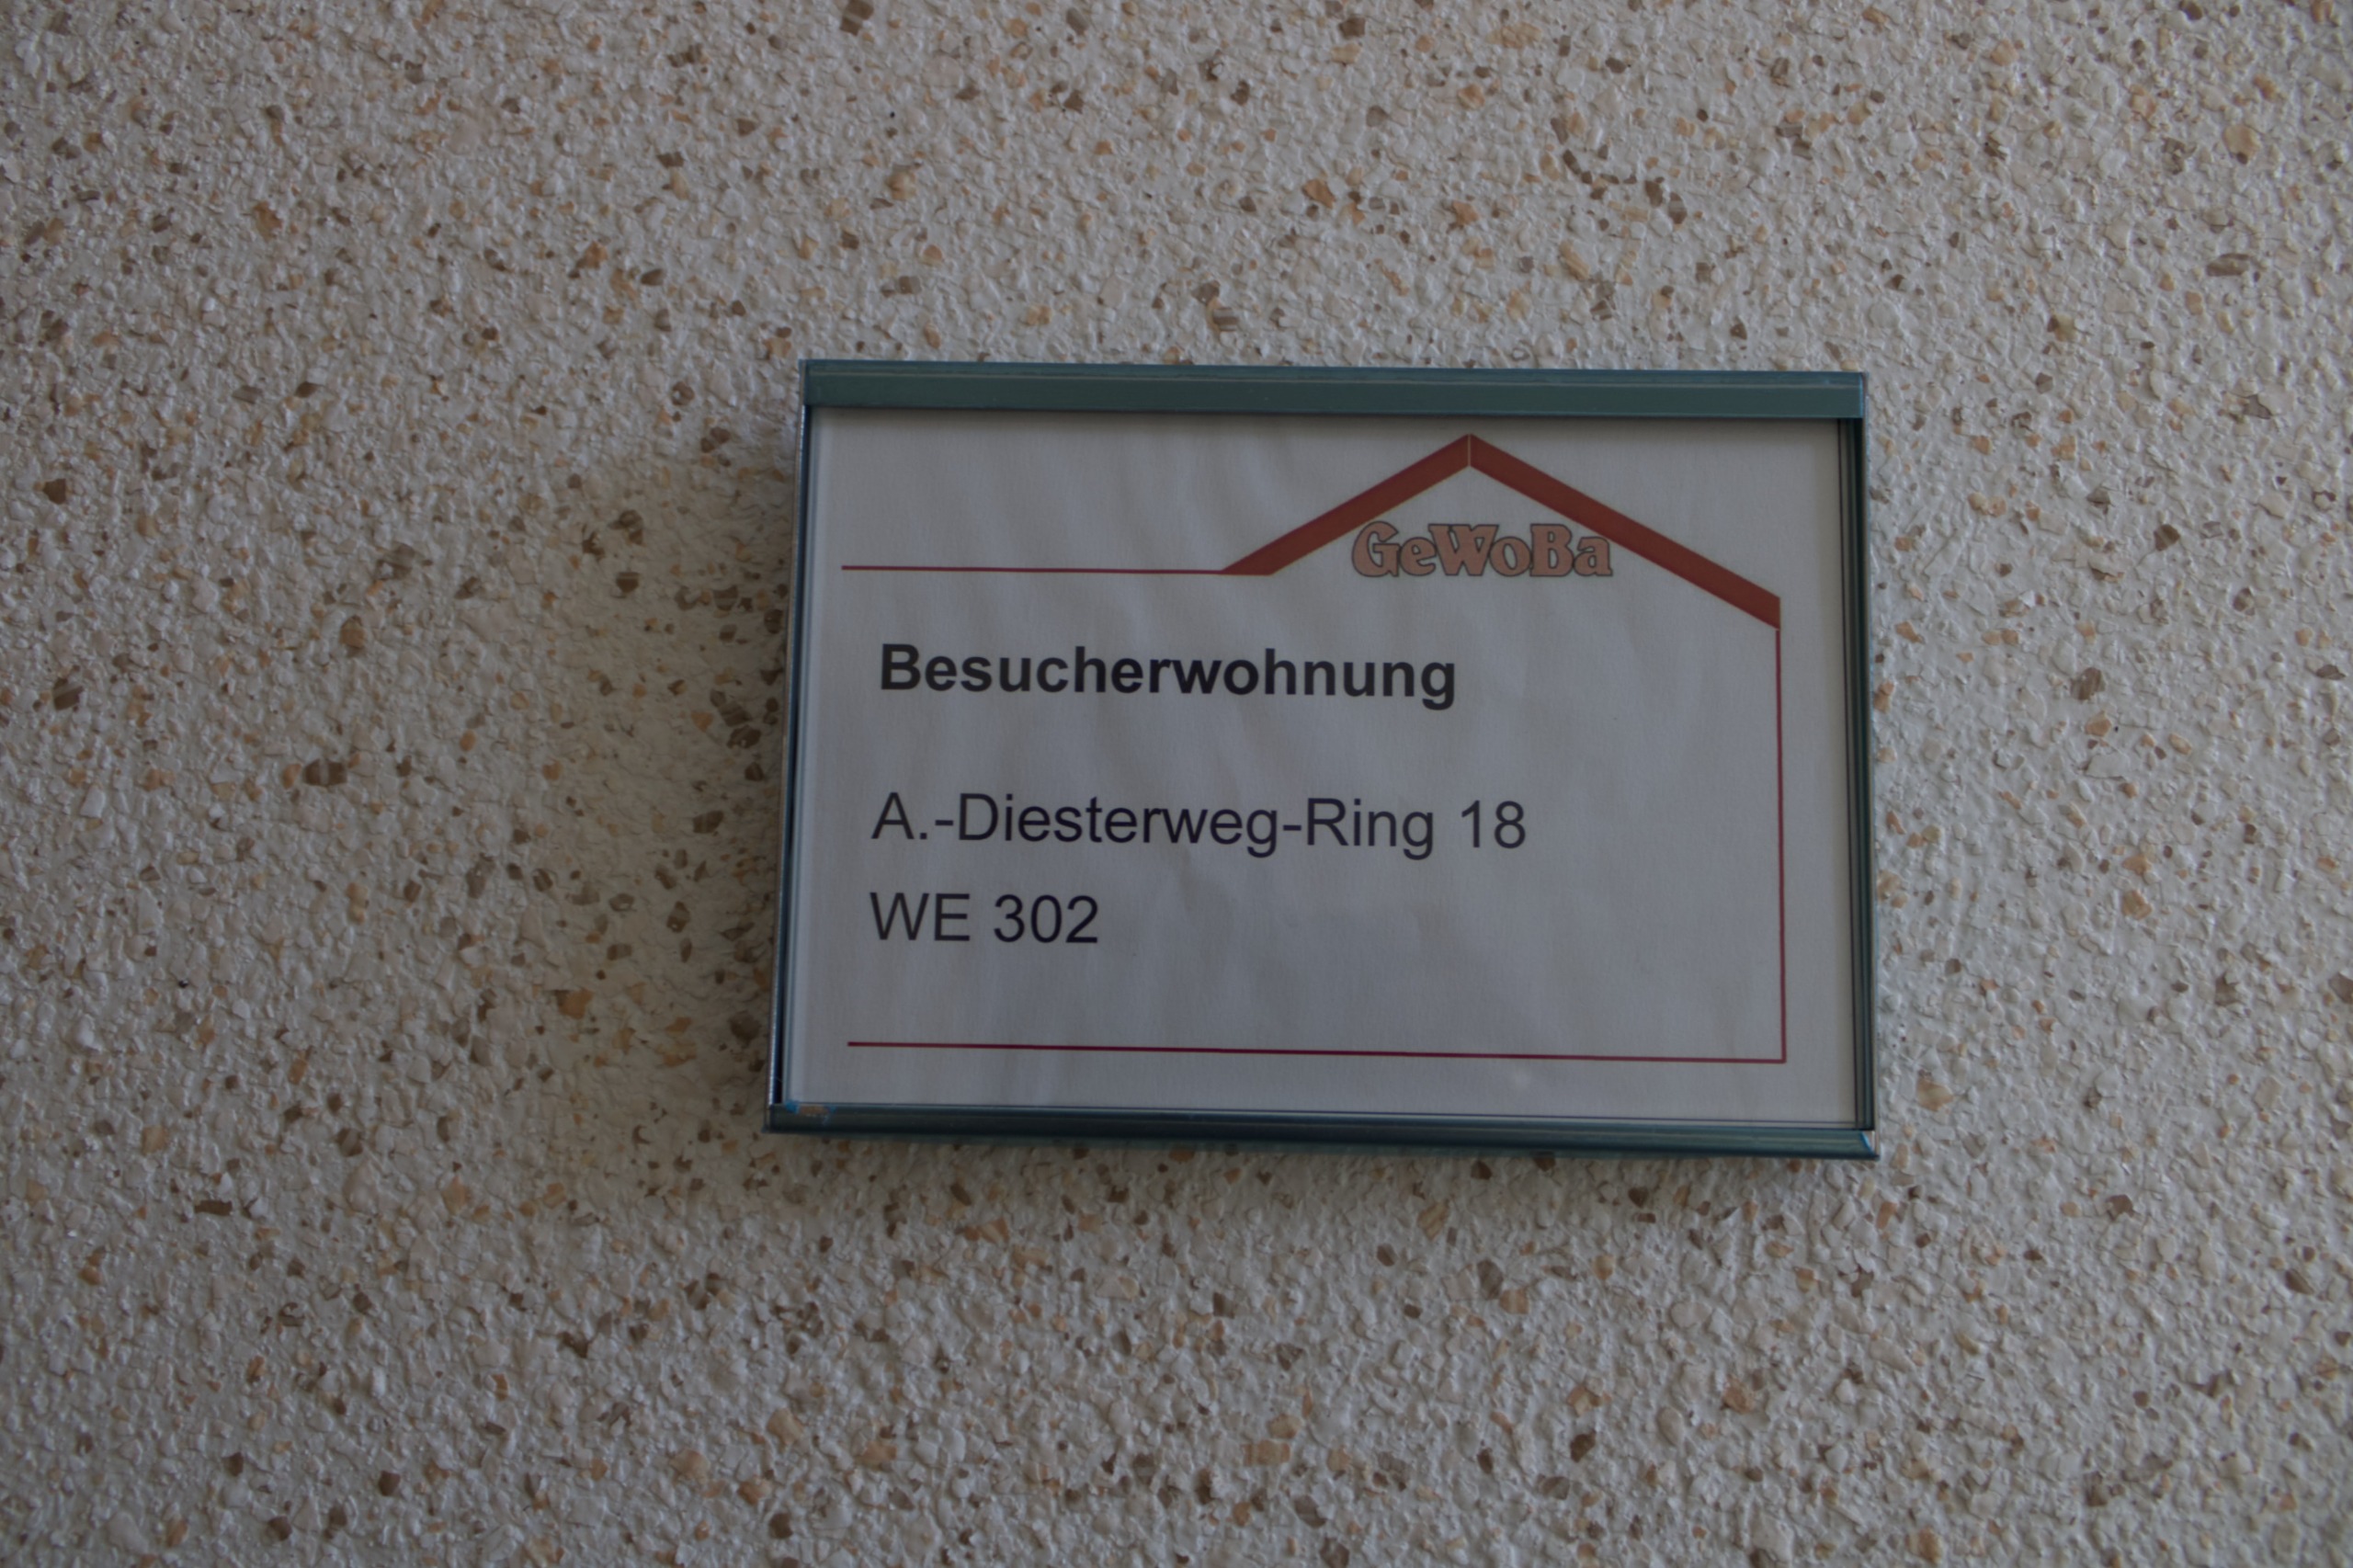 GeWoBa
Besucherwohnung
A.-Diesterweg-Ring 18
WE 302